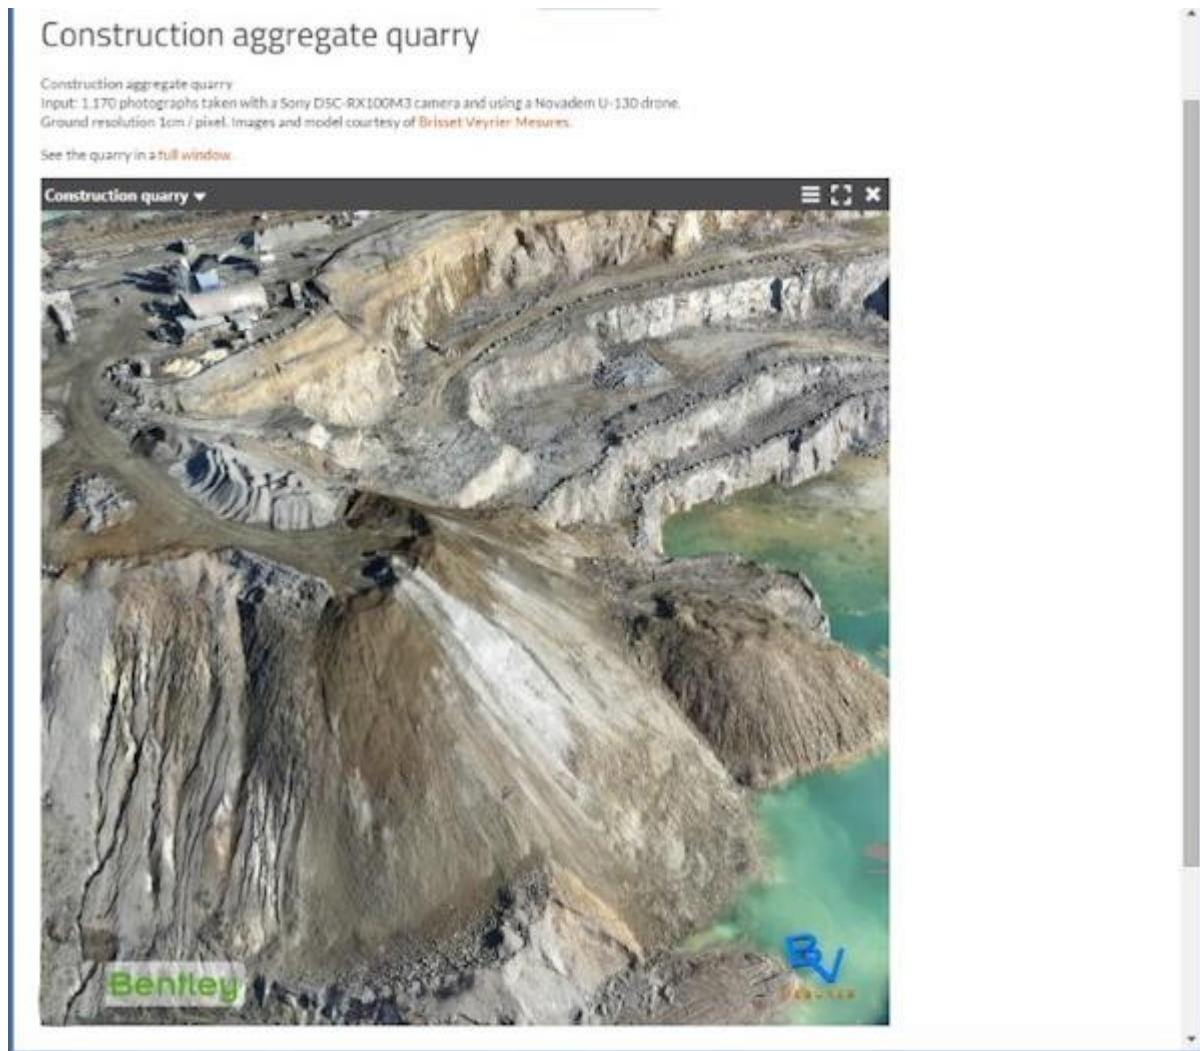 Construction aggregate quarry
Construction aggregate quarry
Input: 1.170 photographs taken with a Sony DSC-RX100M3 camera and using a Novadem U-130 drone.
Ground resolution 1cm / pixel. Images and model courtesy of Brisset Veyrier Mesures.
See the quarry in a full window.
Construction quarry
Bentley
BV